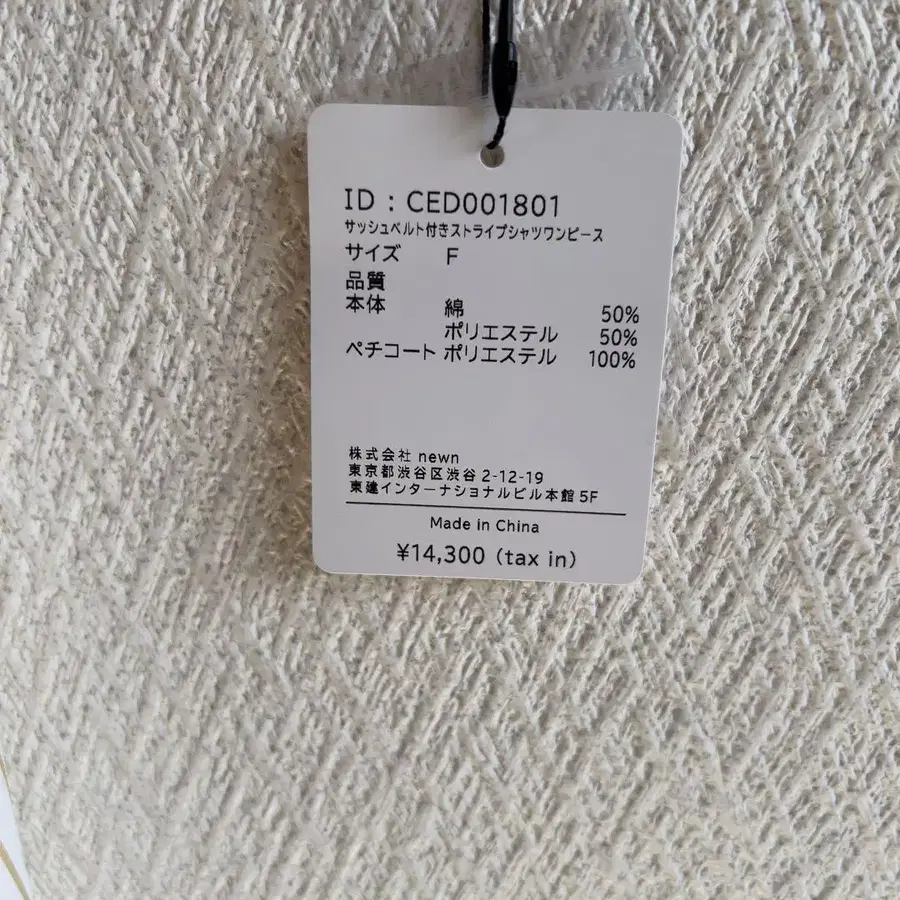 ID : CED001801
サッシュベルト付きストライプシャツワンピース
サイズ F
品質
本体 綿 50%
ポリエステル 50%
ペチコート ポリエステル 100%
株式会社 newn
東京都渋谷区渋谷 2-12-19
東建インターナショナルビル本館 5F
Made in China
¥14,300 (tax in)